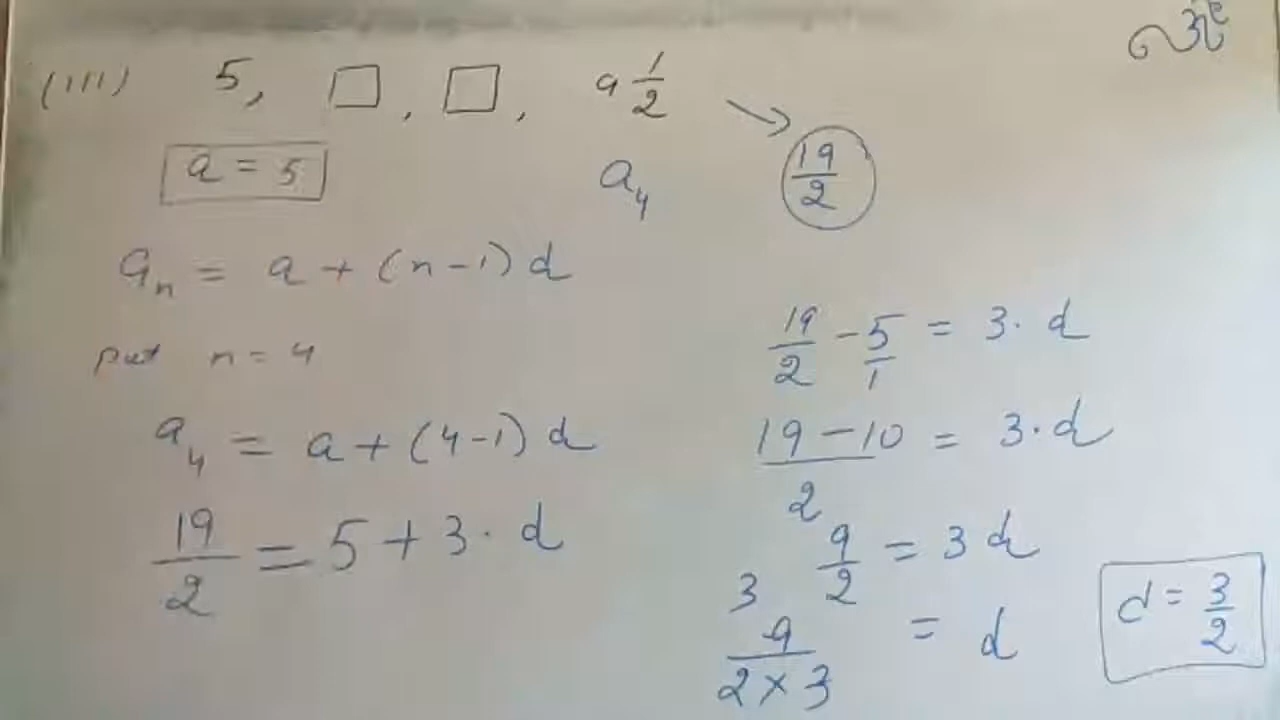 (iii) 5, □, □, 9 1/2 → 19/2
a = 5 a₄
aₙ = a + (n-1) d
put n = 4
a₄ = a + (4-1) d
19/2 = 5 + 3 · d
19/2 - 5/1 = 3 · d
19-10/2 = 3 · d
9/2 = 3 d
3 9/2×3 = d
d = 3/2